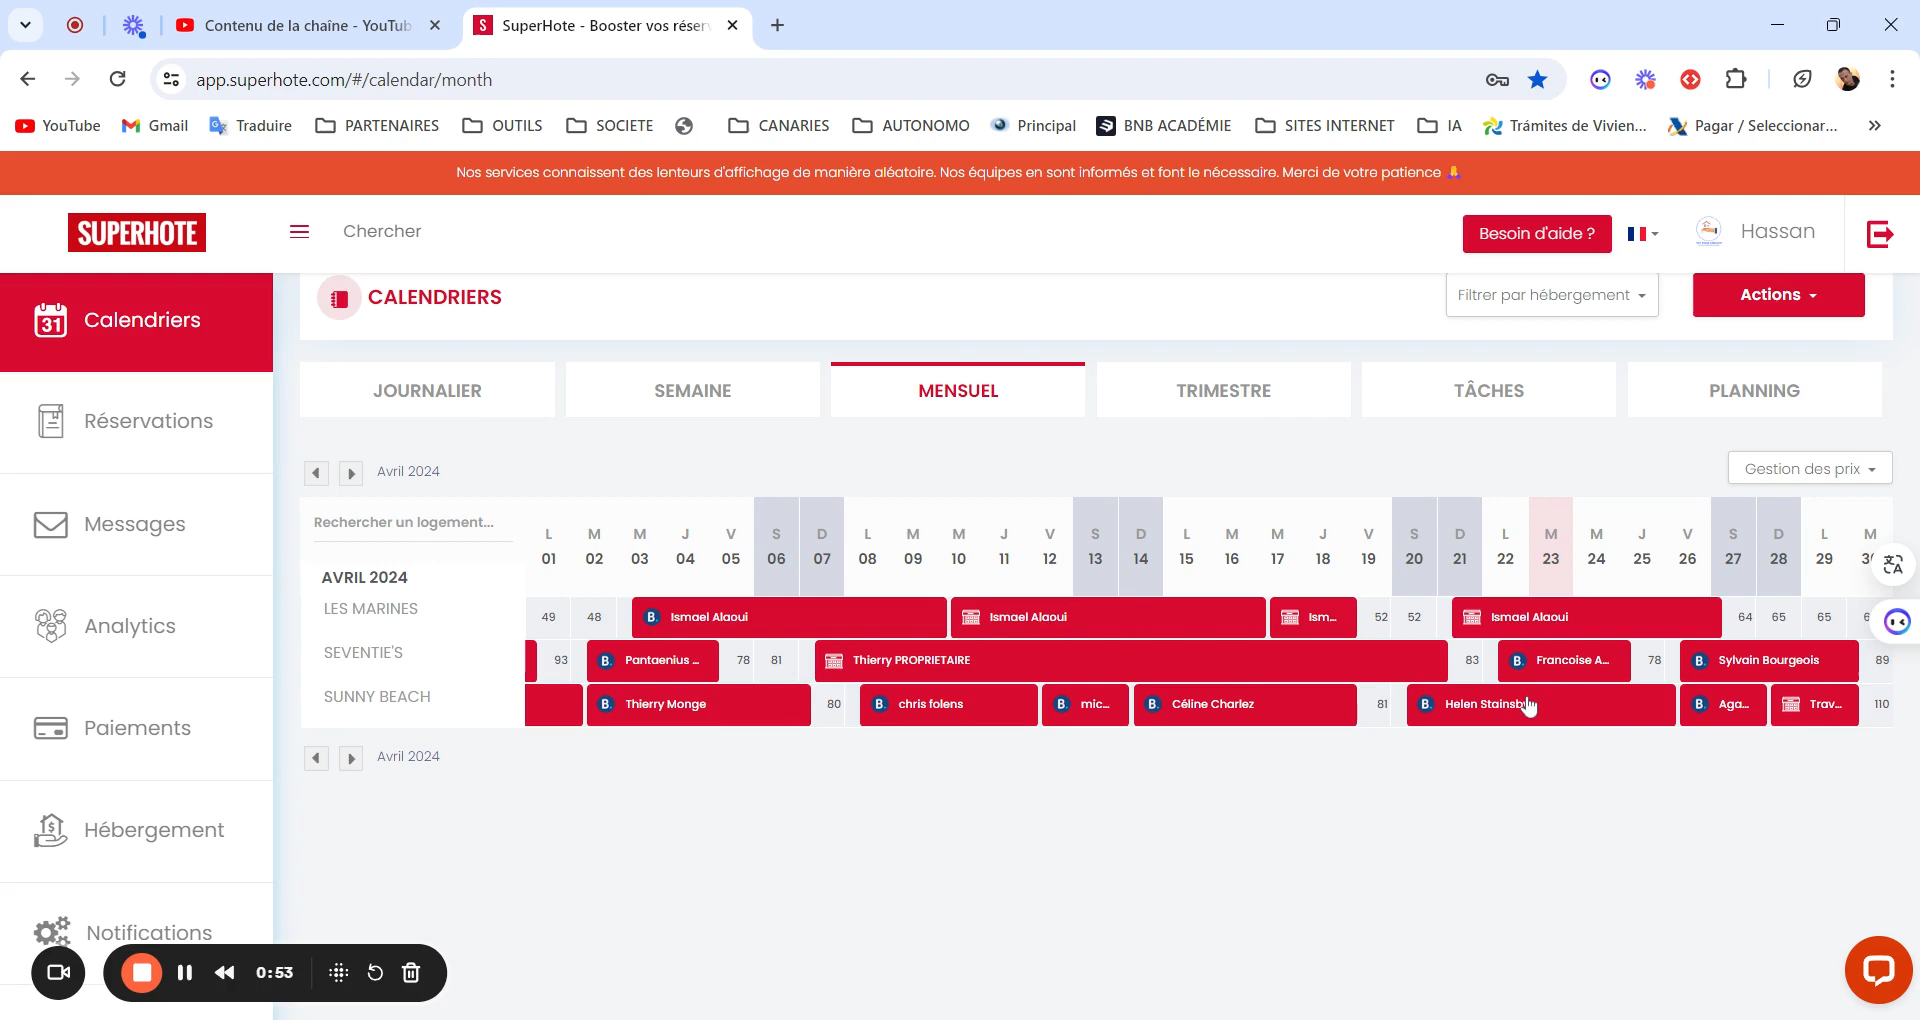 Contenu de la chaîne - YouTub
S
SuperHote - Booster vos réser
app.superhote.com/#/calendar/month
YouTube
Gmail
Traduire
PARTENAIRES
OUTILS
SOCIETE
CANARIES
AUTONOMO
Principal
BNB ACADÉMIE
SITES INTERNET
IA
Trámites de Vivien...
Pagar / Seleccionar...
Nos services connaissent des lenteurs d'affichage de manière aléatoire. Nos équipes en sont informés et font le nécessaire. Merci de votre patience 🙏
SUPERHOTE
Chercher
Besoin d'aide ?
Hassan
31 Calendriers
Réservations
Messages
Analytics
Paiements
Hébergement
Notifications
CALENDRIERS
Filtrer par hébergement
Actions
JOURNALIER
SEMAINE
MENSUEL
TRIMESTRE
TÂCHES
PLANNING
Avril 2024
Gestion des prix
Rechercher un logement...
L M M J V S D L M M J V S D L M M J V S D L M M J V S D L M
01 02 03 04 05 06 07 08 09 10 11 12 13 14 15 16 17 18 19 20 21 22 23 24 25 26 27 28 29
AVRIL 2024
LES MARINES
49 48 B. Ismael Alaoui Ismael Alaoui Ism... 52 52 Ismael Alaoui 64 65 65
SEVENTIE'S
93 B. Pantaenius ... 78 81 Thierry PROPRIETAIRE 83 B. Francoise A... 78 B. Sylvain Bourgeois 89
SUNNY BEACH
B. Thierry Monge 80 B. chris folens B. mic... B. Céline Charlez 81 B. Helen Stainsby B. Aga... Trav... 110
Avril 2024
0:53